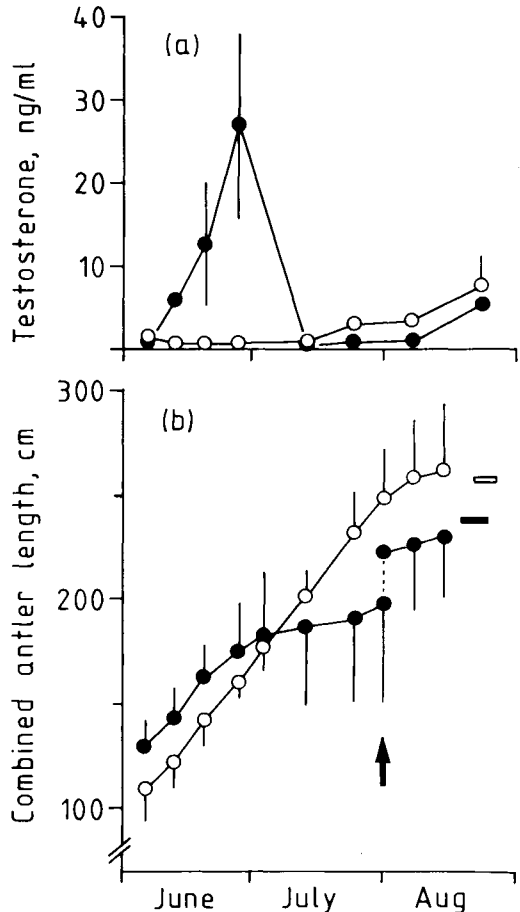 40
(a)
30
20
10
Testosterone, ng/ml
300
(b)
200
100
Combined antler length, cm
June July Aug